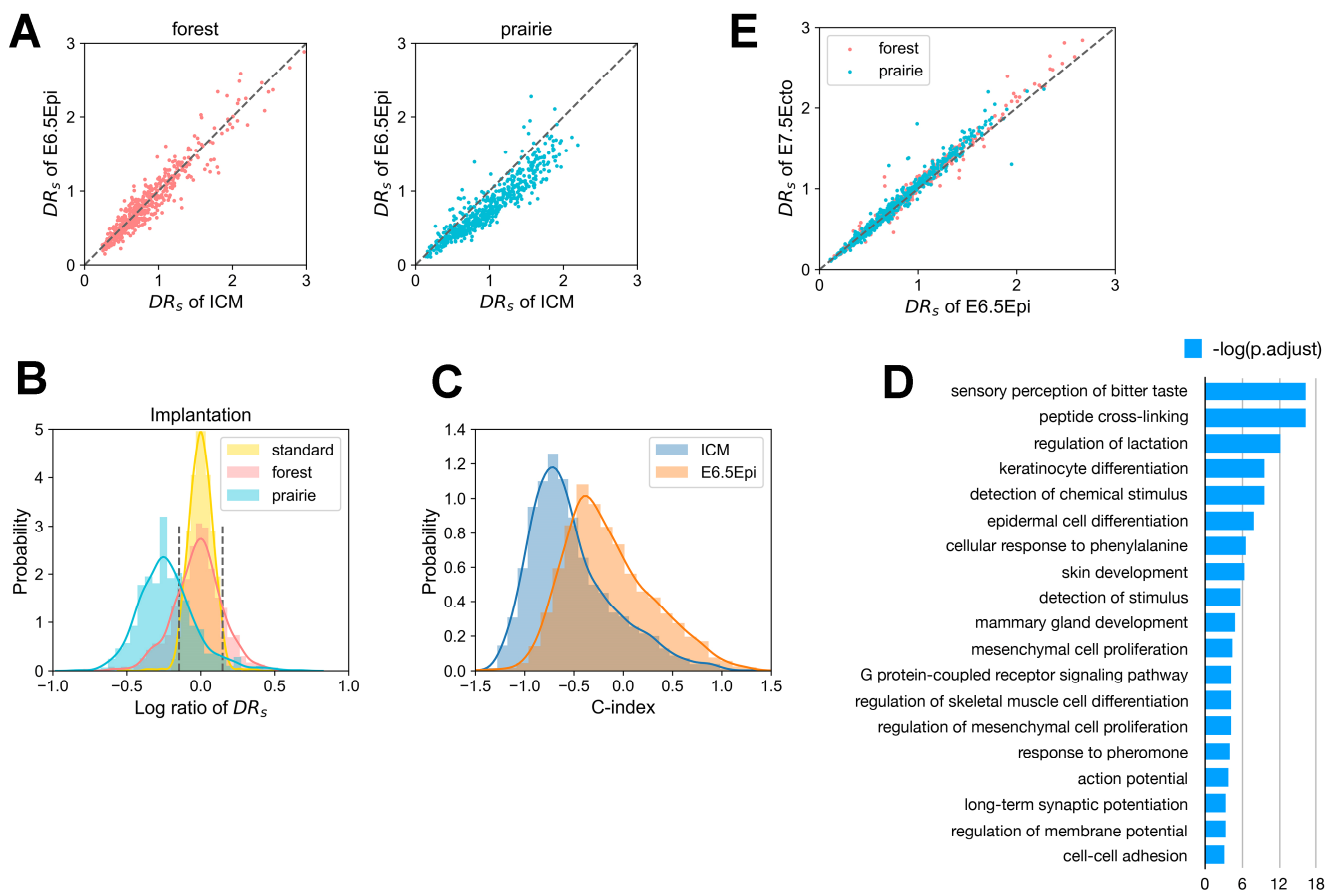 A
forest
3
2
1
0
0
1
2
3
DRs of E6.5Epi
DRs of ICM
prairie
3
2
1
0
0
1
2
3
DRs of E6.5Epi
DRs of ICM
E
3
2
1
0
0
1
2
3
forest
prairie
DRs of E7.5Ecto
DRs of E6.5Epi
B
Implantation
5
4
3
2
1
0
−1.0
−0.5
0.0
0.5
1.0
standard
forest
prairie
Probability
Log ratio of DRs
C
1.4
1.2
1.0
0.8
0.6
0.4
0.2
0.0
−1.5
−1.0
−0.5
0.0
0.5
1.0
1.5
ICM
E6.5Epi
Probability
C-index
D
-log(p.adjust)
sensory perception of bitter taste
peptide cross-linking
regulation of lactation
keratinocyte differentiation
detection of chemical stimulus
epidermal cell differentiation
cellular response to phenylalanine
skin development
detection of stimulus
mammary gland development
mesenchymal cell proliferation
G protein-coupled receptor signaling pathway
regulation of skeletal muscle cell differentiation
regulation of mesenchymal cell proliferation
response to pheromone
action potential
long-term synaptic potentiation
regulation of membrane potential
cell-cell adhesion
0
6
12
18